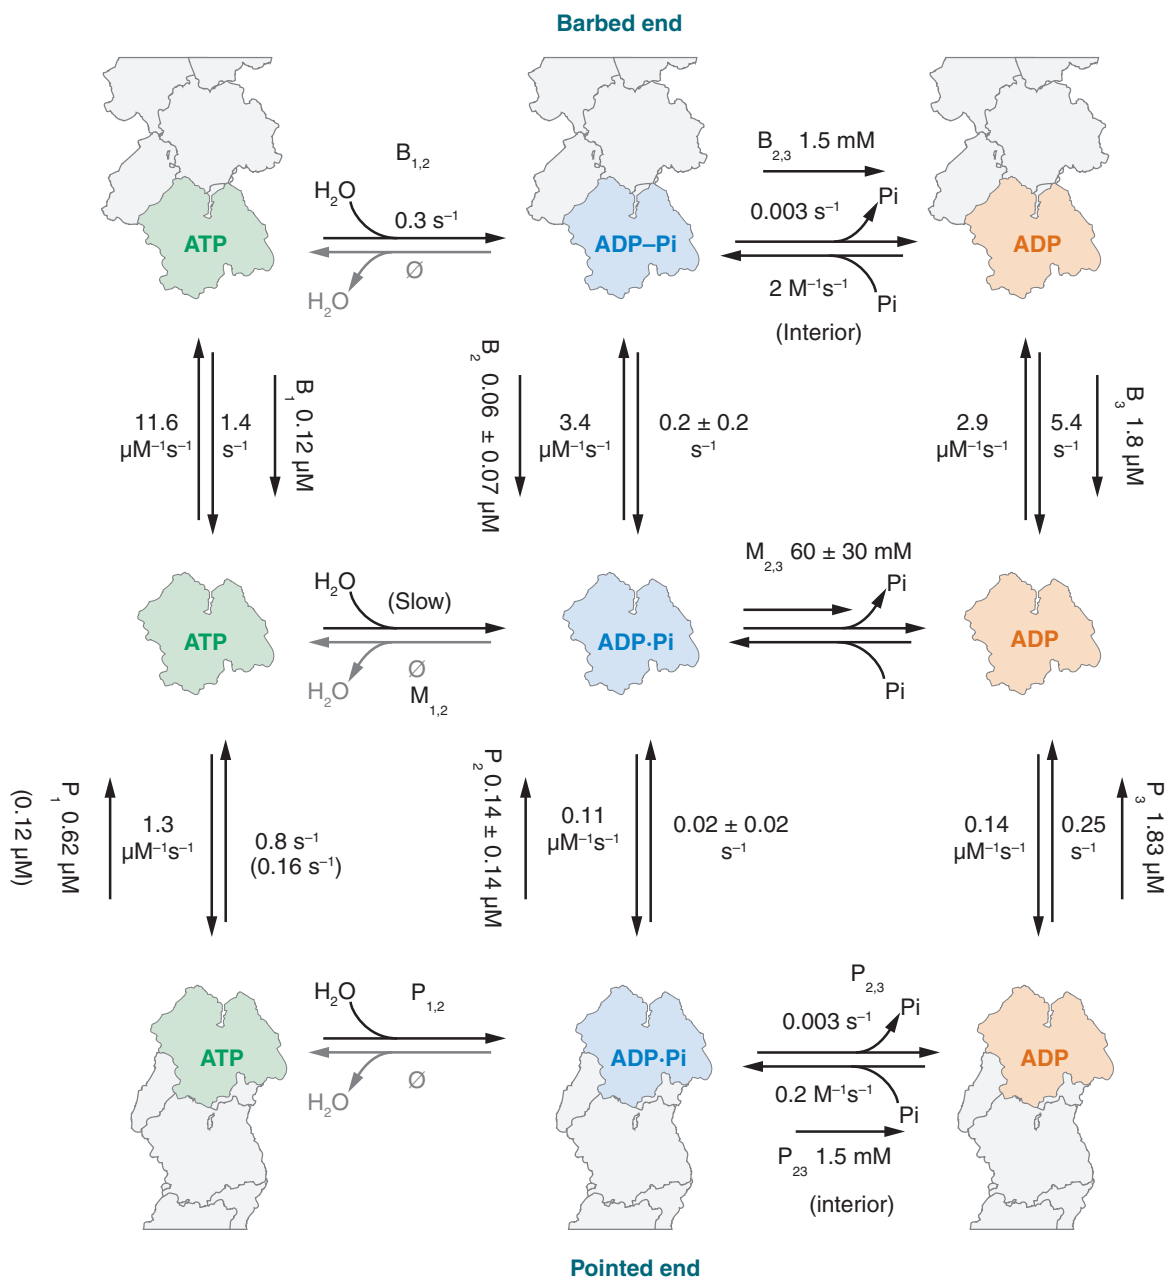 Barbed end
B1,2
H2O
0.3 s–1
Ø
H2O
B2,3 1.5 mM
Pi
0.003 s–1
2 M–1s–1
Pi
(Interior)
ATP
ADP–Pi
ADP
11.6
µM–1s–1
1.4
s–1
B1 0.12 µM
B2 0.06 ± 0.07 µM
3.4
µM–1s–1
0.2 ± 0.2
s–1
2.9
µM–1s–1
5.4
s–1
B3 1.8 µM
H2O
(Slow)
Ø
H2O
M1,2
M2,3 60 ± 30 mM
Pi
Pi
ATP
ADP·Pi
ADP
P1 0.62 µM
(0.12 µM)
1.3
µM–1s–1
0.8 s–1
(0.16 s–1)
P2 0.14 ± 0.14 µM
0.11
µM–1s–1
0.02 ± 0.02
s–1
0.14
µM–1s–1
0.25
s–1
P3 1.83 µM
H2O
P1,2
Ø
H2O
P2,3
0.003 s–1
Pi
0.2 M–1s–1
Pi
P23 1.5 mM
(interior)
ATP
ADP·Pi
ADP
Pointed end